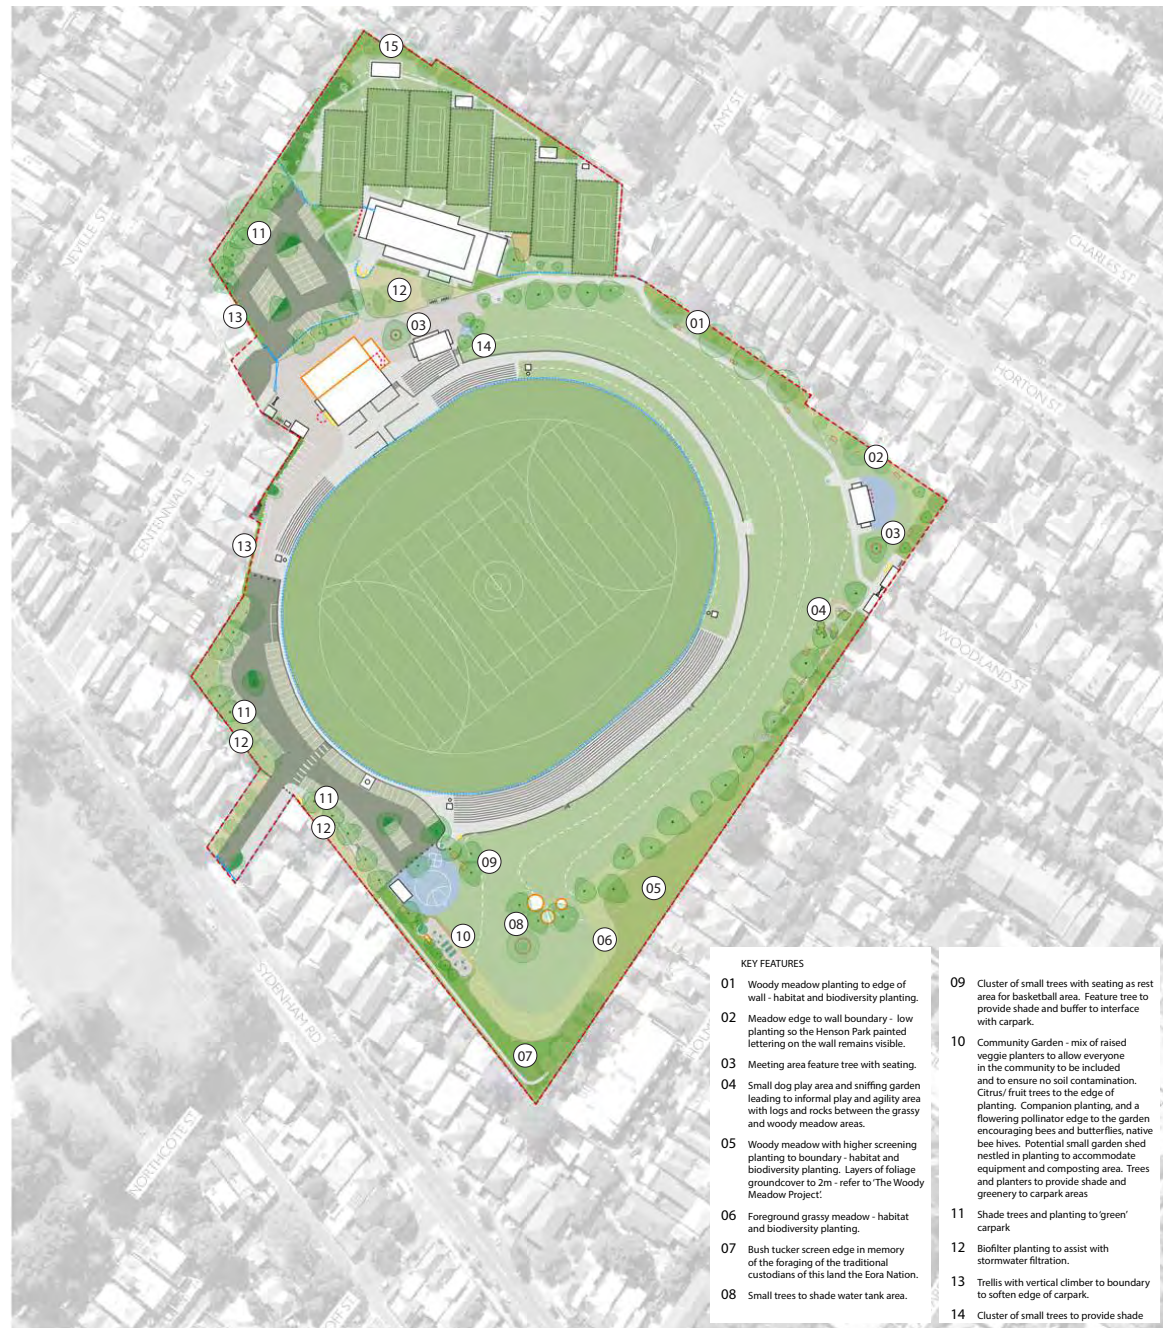 15
AMY ST
NEVILLE ST
11
CHARLES ST
12
13
03
01
14
HORTON ST
02
CENTENNIAL
03
13
04
WOODLAND ST
11
12
11
12
09
05
08
10
06
SYDENHAM RD
07
NORTHCOTE ST
KEY FEATURES
01 Woody meadow planting to edge of
wall - habitat and biodiversity planting.
02 Meadow edge to wall boundary - low
planting so the Henson Park painted
lettering on the wall remains visible.
03 Meeting area feature tree with seating.
04 Small dog play area and sniffing garden
leading to informal play and agility area
with logs and rocks between the grassy
and woody meadow areas.
05 Woody meadow with higher screening
planting to boundary - habitat and
biodiversity planting. Layers of foliage
groundcover to 2m - refer to 'The Woody
Meadow Project'.
06 Foreground grassy meadow - habitat
and biodiversity planting.
07 Bush tucker screen edge in memory
of the foraging of the traditional
custodians of this land the Eora Nation.
08 Small trees to shade water tank area.
09 Cluster of small trees with seating as rest
area for basketball area. Feature tree to
provide shade and buffer to interface
with carpark.
10 Community Garden - mix of raised
veggie planters to allow everyone
in the community to be included
and to ensure no soil contamination.
Citrus/ fruit trees to the edge of
planting. Companion planting, and a
flowering pollinator edge to the garden
encouraging bees and butterflies, native
bee hives. Potential small garden shed
nestled in planting to accommodate
equipment and composting area. Trees
and planters to provide shade and
greenery to carpark areas
11 Shade trees and planting to 'green'
carpark
12 Biofilter planting to assist with
stormwater filtration.
13 Trellis with vertical climber to boundary
to soften edge of carpark.
14 Cluster of small trees to provide shade